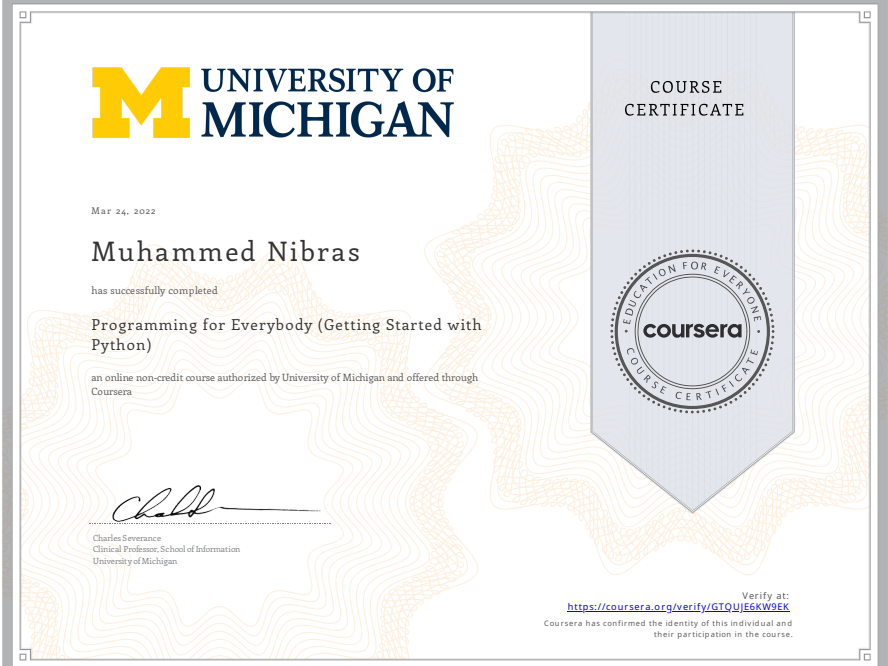 UNIVERSITY OF
MICHIGAN
COURSE
CERTIFICATE
Mar 24, 2022
Muhammed Nibras
has successfully completed
Programming for Everybody (Getting Started with
Python)
an online non-credit course authorized by University of Michigan and offered through
Coursera
EDUCATION FOR EVERYONE
coursera
COURSE CERTIFICATE
Charles Severance
Clinical Professor, School of Information
University of Michigan
Verify at:
https://coursera.org/verify/GTQUJE6KW9EK
Coursera has confirmed the identity of this individual and
their participation in the course.